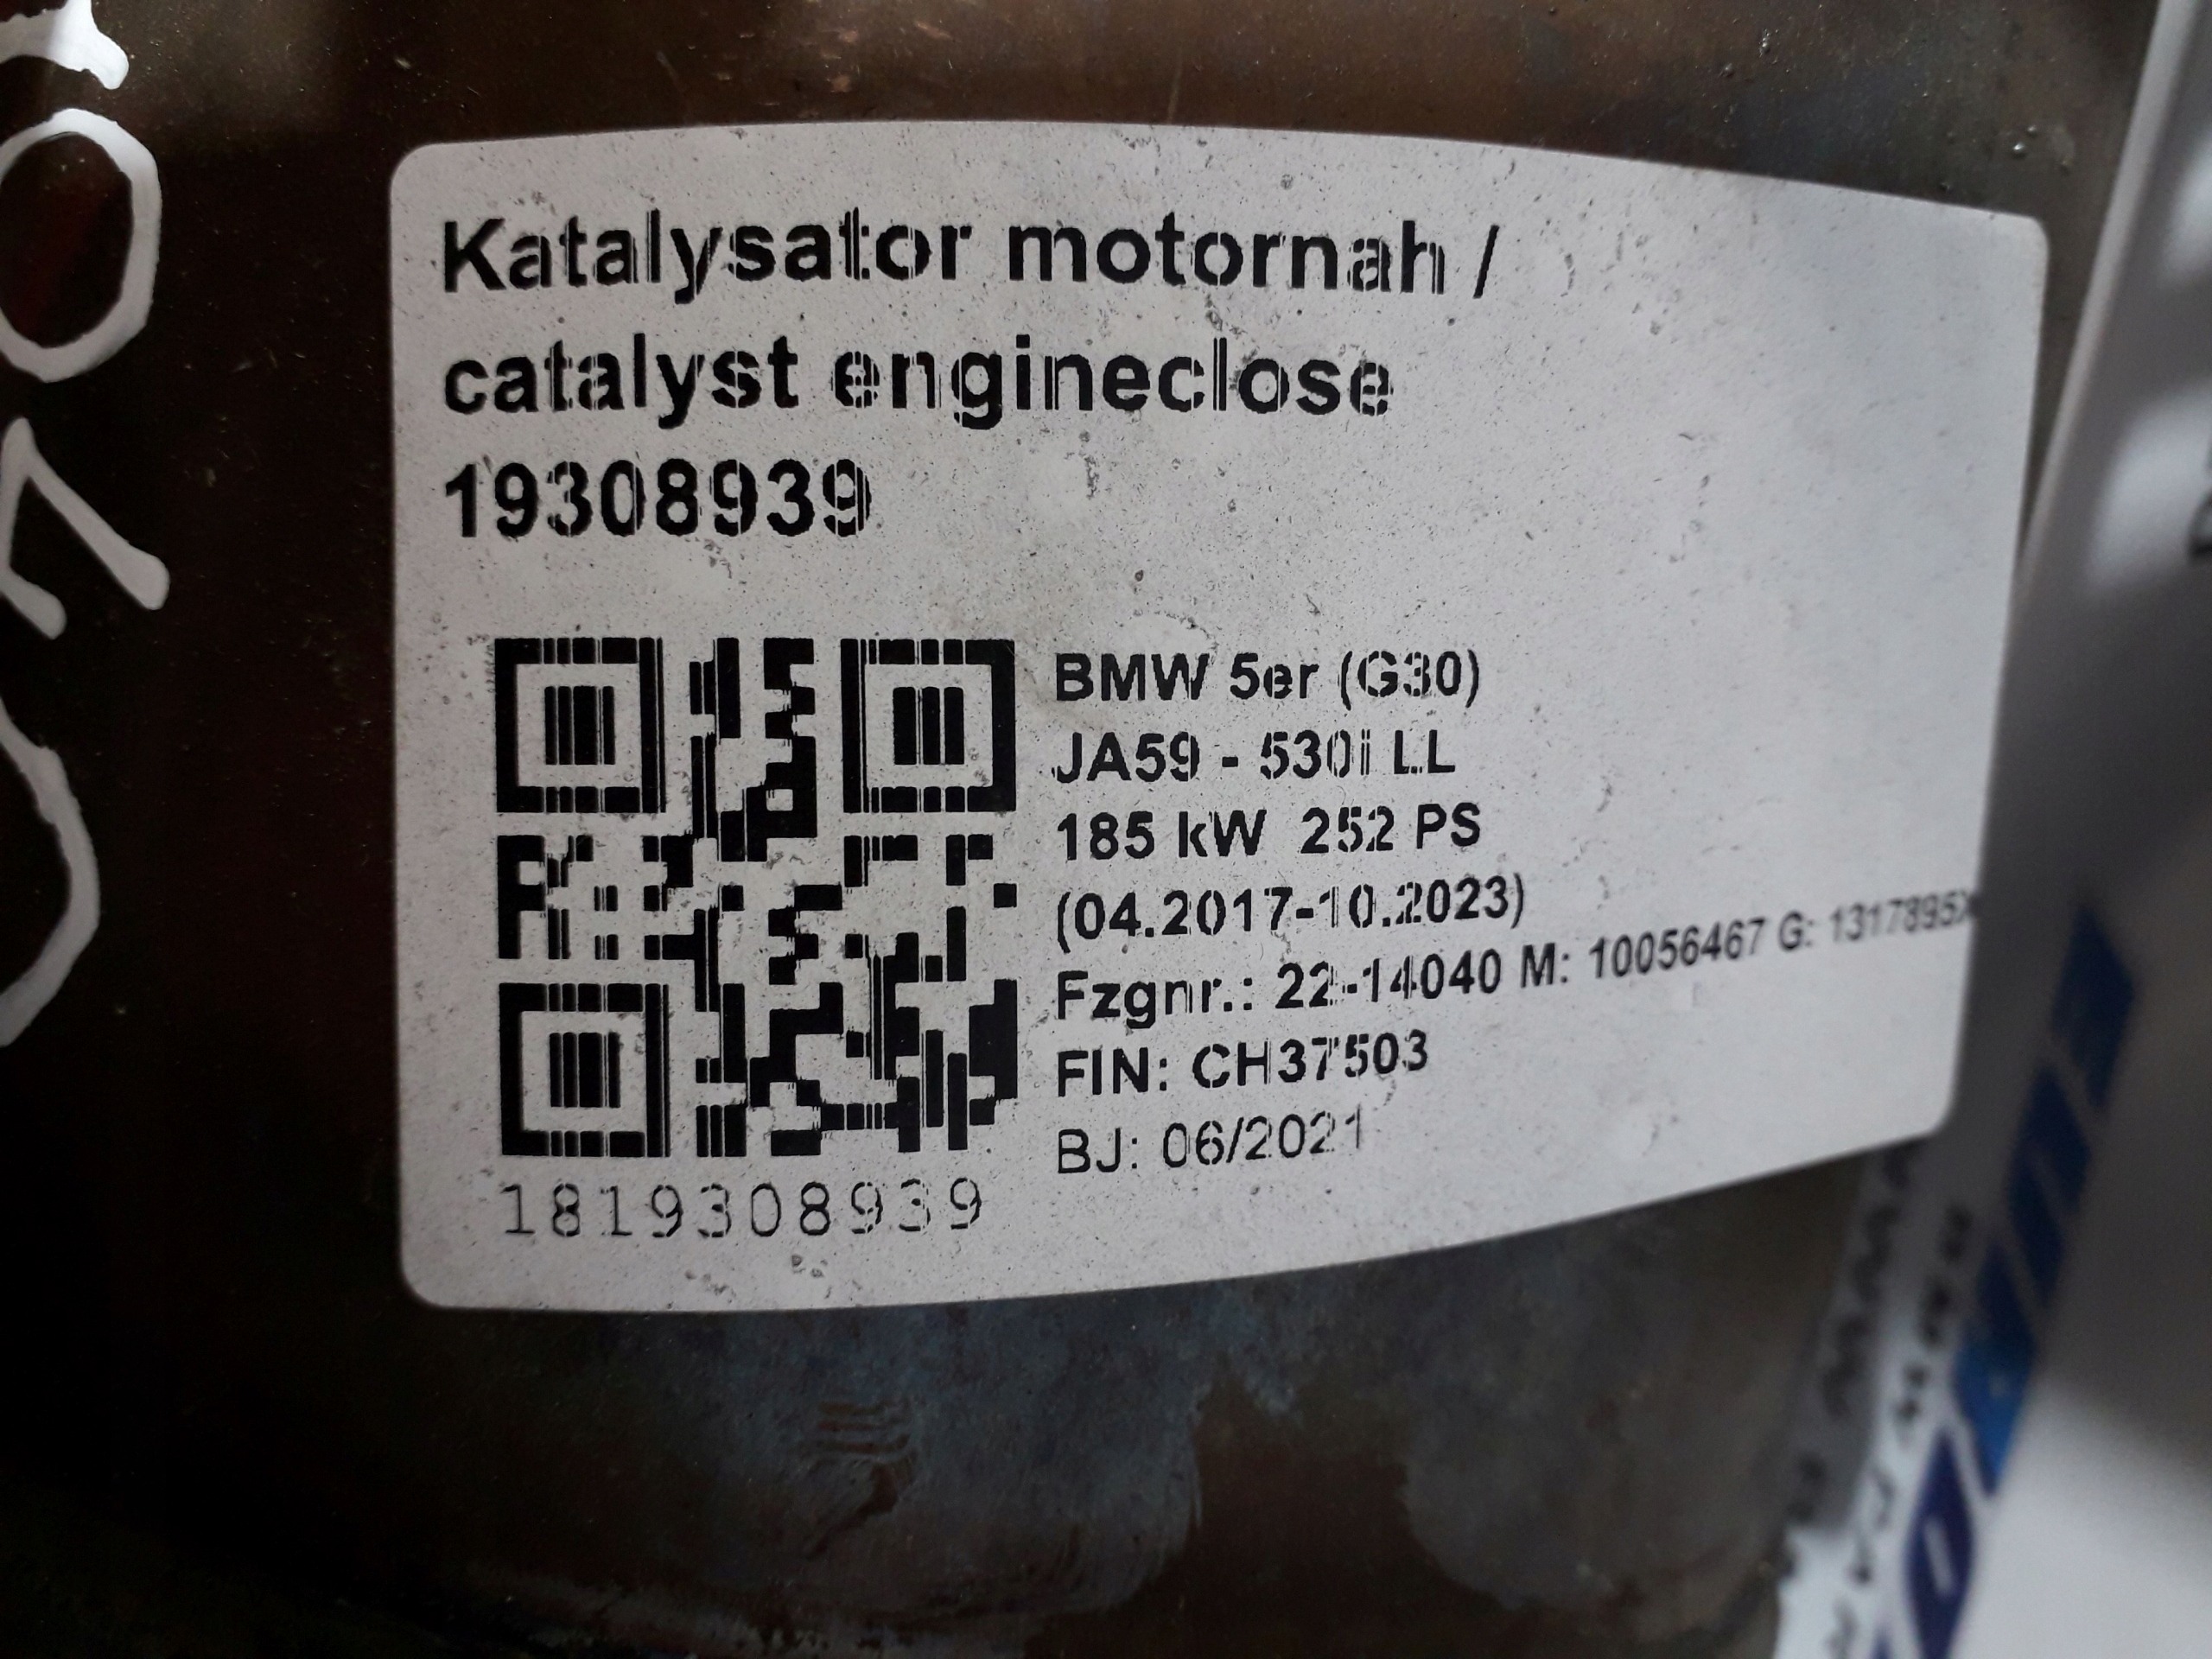 Katalysator motornah /
catalyst engineclose
19308939
BMW 5er (G30)
JA59 - 530i LL
185 kW 252 PS
(04.2017-10.2023)
Fzgnr.: 22-14040 M: 10056467 G: 1317895X
FIN: CH37503
BJ: 06/2021
1819308939